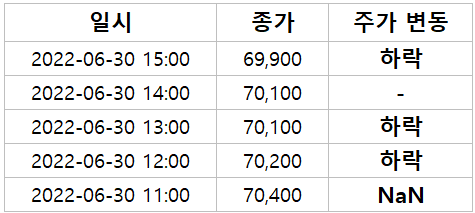 일시 종가 주가 변동
2022-06-30 15:00 69,900 하락
2022-06-30 14:00 70,100 -
2022-06-30 13:00 70,100 하락
2022-06-30 12:00 70,200 하락
2022-06-30 11:00 70,400 NaN